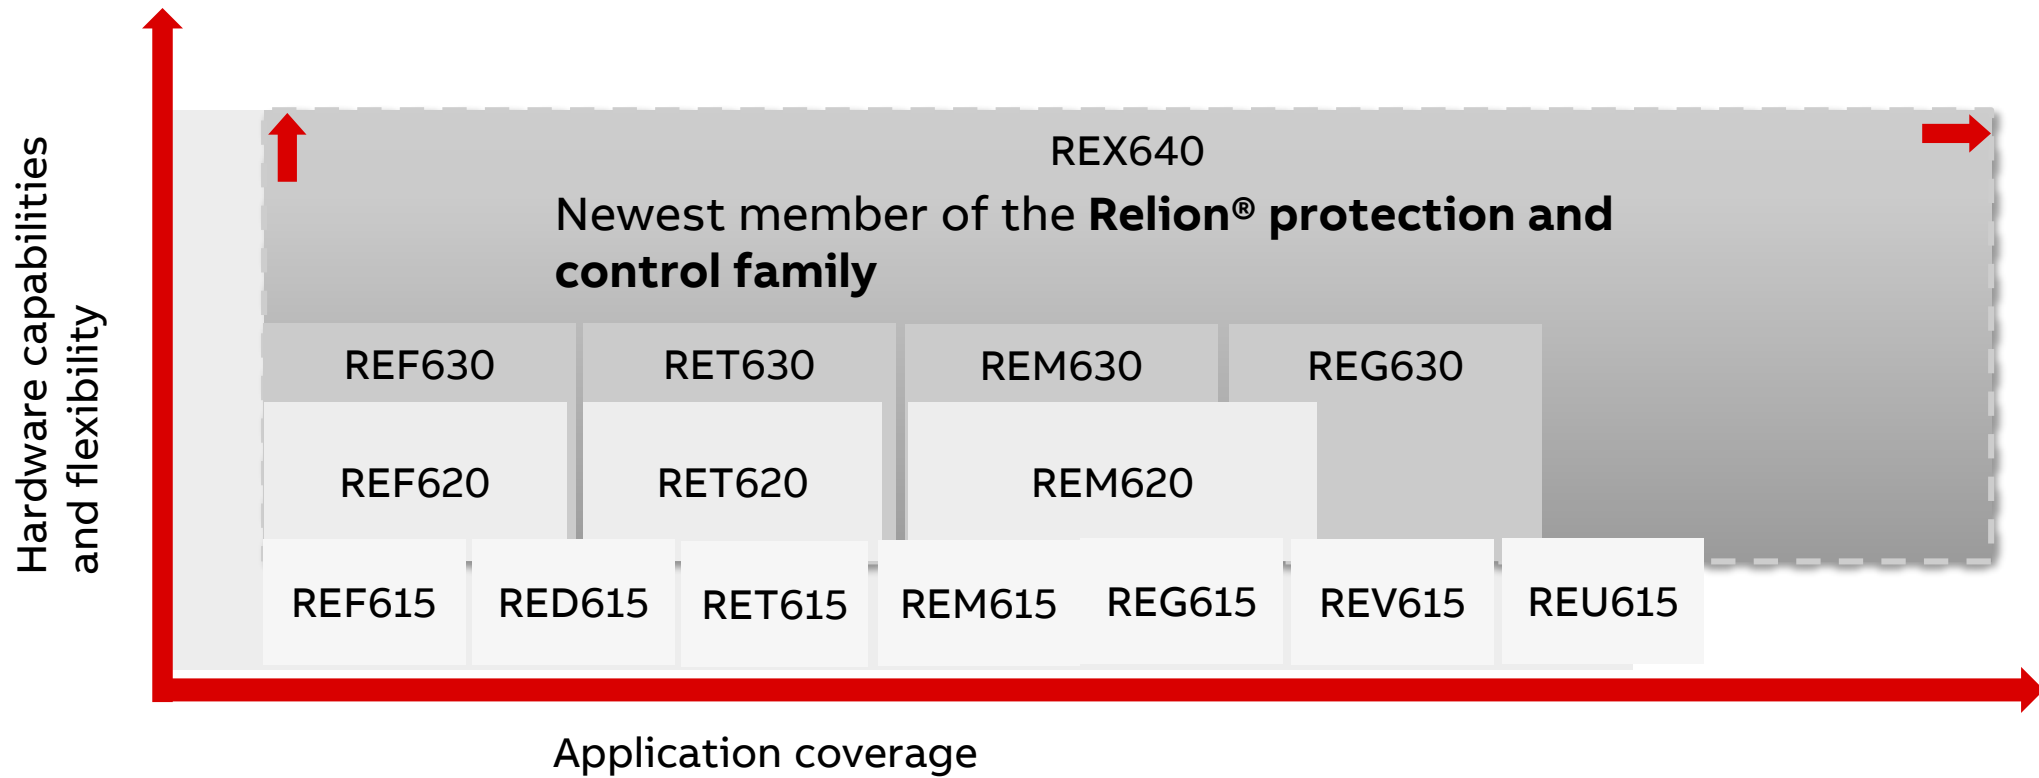 Hardware capabilities
and flexibility
REX640
Newest member of the Relion® protection and
control family
REF630 RET630 REM630 REG630
REF620 RET620 REM620
REF615 RED615 RET615 REM615 REG615 REV615 REU615
Application coverage